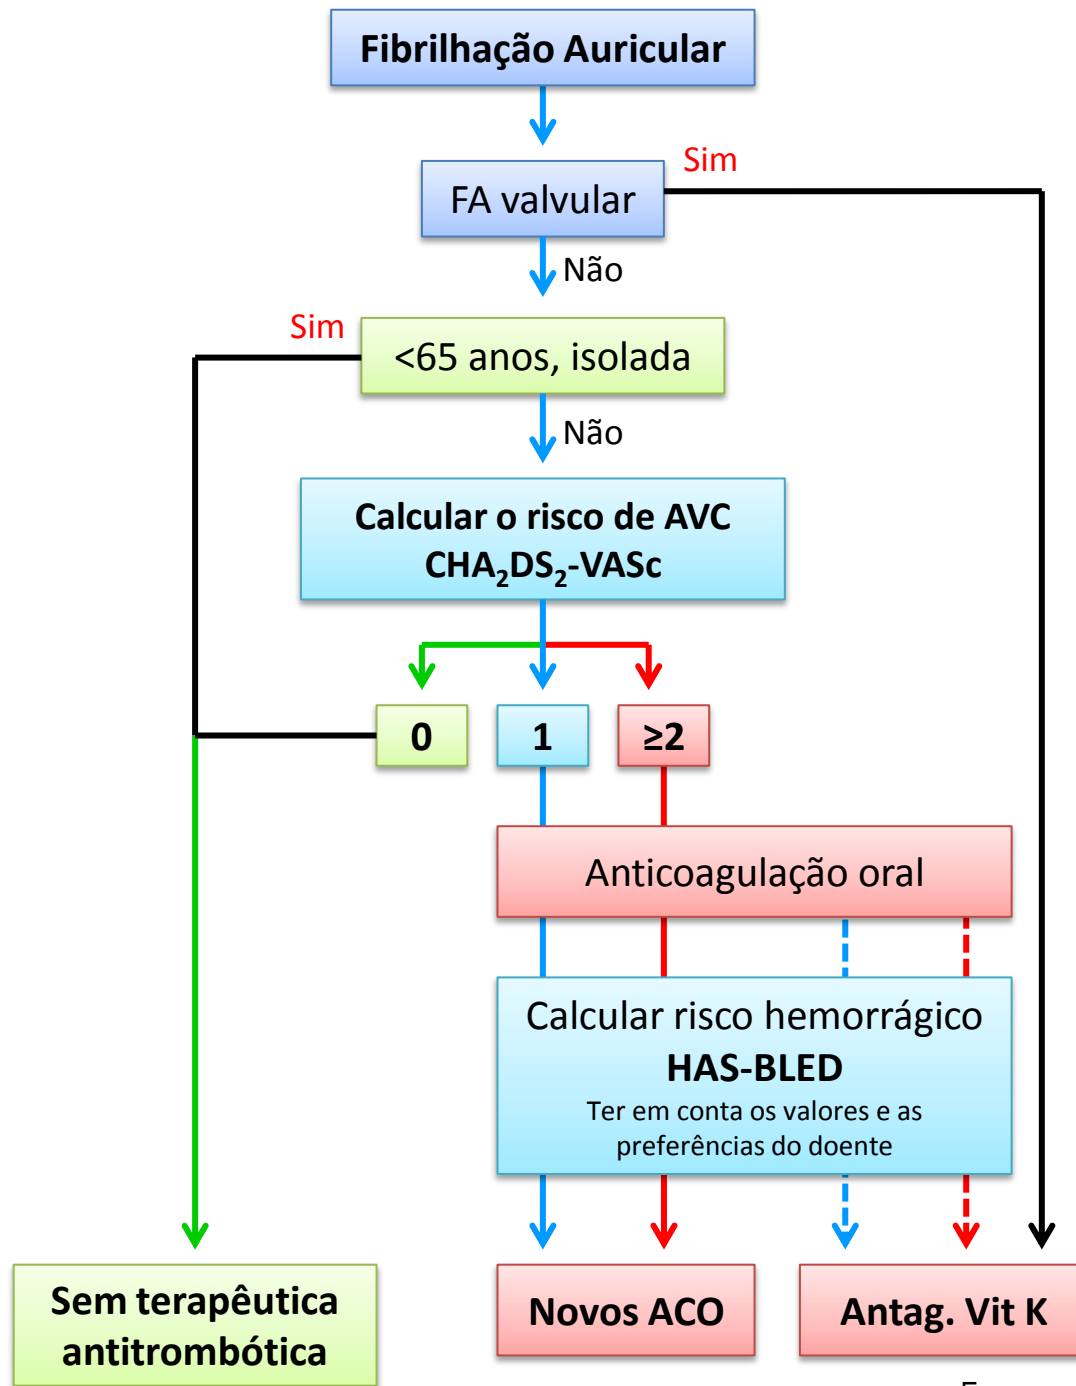 Fibrilhação Auricular
Sim
FA valvular
Não
Sim
<65 anos, isolada
Não
Calcular o risco de AVC
CHA₂DS₂-VASc
0
1
≥2
Anticoagulação oral
Calcular risco hemorrágico
HAS-BLED
Ter em conta os valores e as
preferências do doente
Sem terapêutica
antitrombótica
Novos ACO
Antag. Vit K